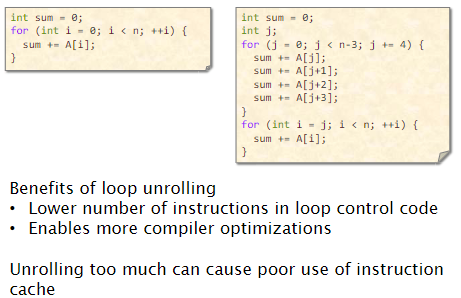 int sum = 0;
for (int i = 0; i < n; ++i) {
  sum += A[i];
}
int sum = 0;
int j;
for (j = 0; j < n-3; j += 4) {
  sum += A[j];
  sum += A[j+1];
  sum += A[j+2];
  sum += A[j+3];
}
for (int i = j; i < n; ++i) {
  sum += A[i];
}
Benefits of loop unrolling
• Lower number of instructions in loop control code
• Enables more compiler optimizations
Unrolling too much can cause poor use of instruction
cache